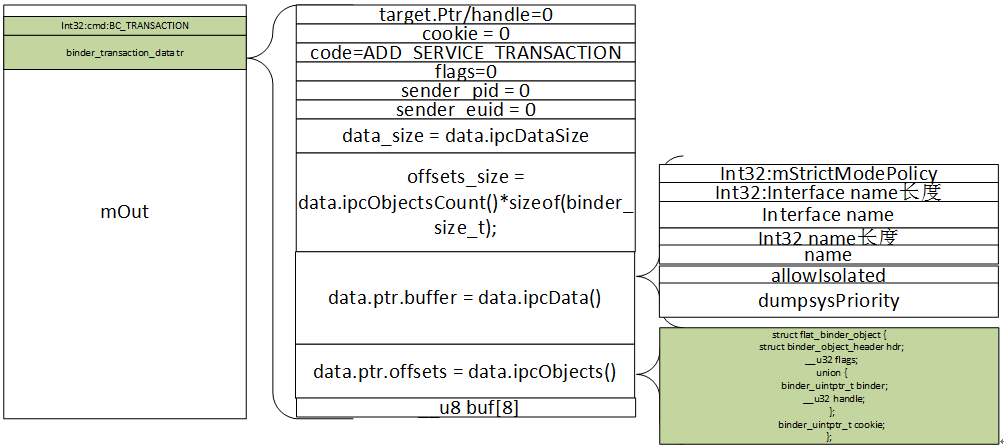 Int32:cmd:BC_TRANSACTION
binder_transaction_data tr
mOut
target.Ptr/handle=0
cookie = 0
code=ADD_SERVICE_TRANSACTION
flags=0
sender_pid = 0
sender_euid = 0
data_size = data.ipcDataSize
offsets_size =
data.ipcObjectsCount()*sizeof(binder_
size_t);
data.ptr.buffer = data.ipcData()
data.ptr.offsets = data.ipcObjects()
__u8 buf[8]
Int32:mStrictModePolicy
Int32:Interface name长度
Interface name
Int32 name长度
name
allowIsolated
dumpsysPriority
struct flat_binder_object {
struct binder_object_header hdr;
__u32 flags;
union {
binder_uintptr_t binder;
__u32 handle;
};
binder_uintptr_t cookie;
};